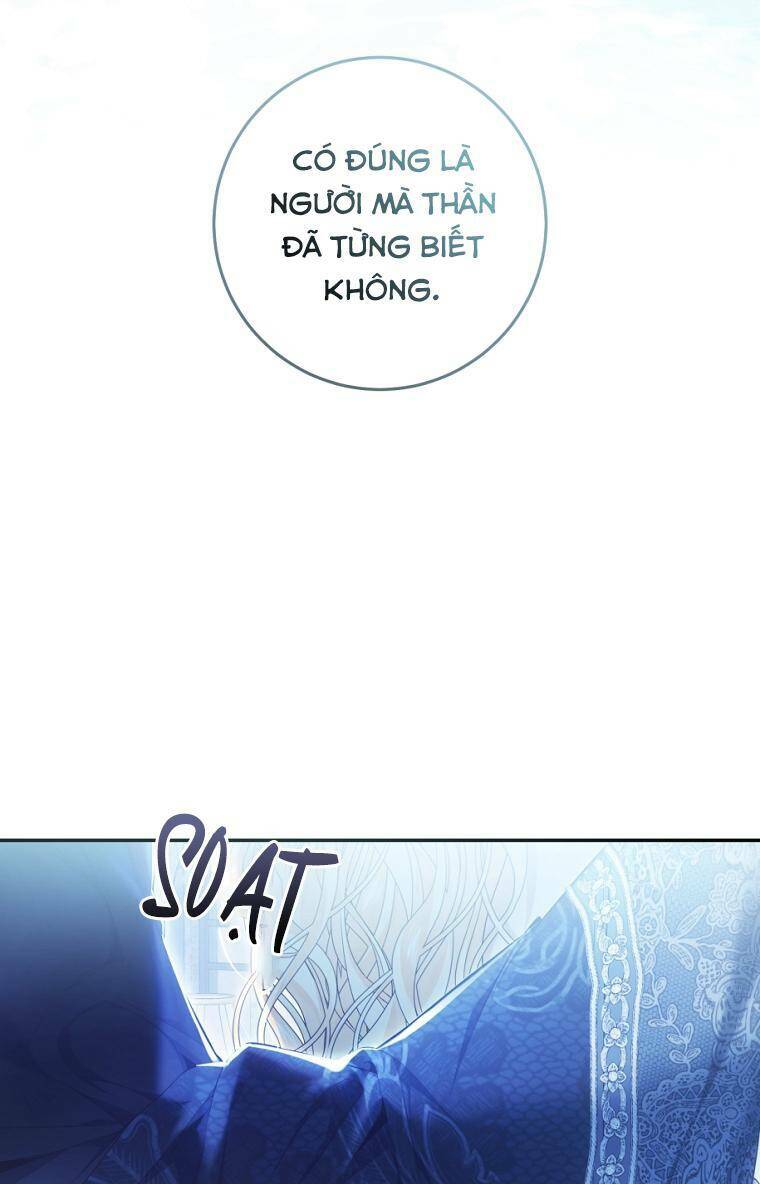 CÓ ĐÚNG LÀ
NGƯỜI MÀ THẦN
ĐÃ TỪNG BIẾT
KHÔNG.
SOẠT